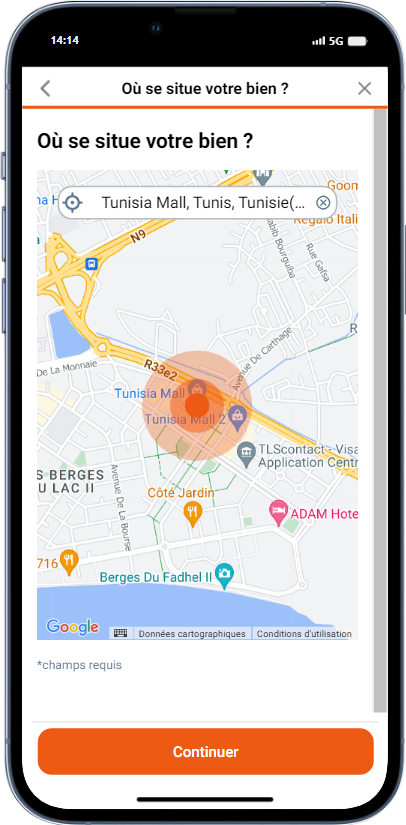 14:14
5G
Où se situe votre bien ?
Où se situe votre bien ?
Goom
Tunisia Mall, Tunis, Tunisie(...
Regalo Itali
N9
Habib Bourguiba
Rue Gafsa
R33e2
Avenue De Carthage
De La Monnaie
Tunisia Mall
Tunisia Mall 2
TLScontact - Visa
Application Centr
S BERGES
U LAC II
Avenue De La Bourse
Côté Jardin
ADAM Hote
716
Berges Du Fadhel II
Google
Données cartographiques
Conditions d'utilisation
*champs requis
Continuer